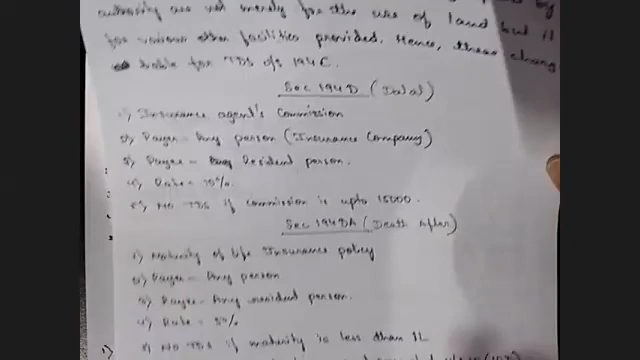 authority are not merely for the use of land but it
for various other facilities provided. Hence, these charg
liable for TDS u/s 194C.
Sec 194D (Dalal)
1) Insurance agent's Commission
2) Payer - Any person (Insurance Company)
3) Payee - Resident person.
4) Rate - 10%.
5) No TDS if commission is upto 15000.
Sec 194DA (Death After)
1) Maturity of life Insurance policy
2) Payer - Any person
3) Payee - Any resident person.
4) Rate - 5%
5) No TDS if maturity is less than 1L